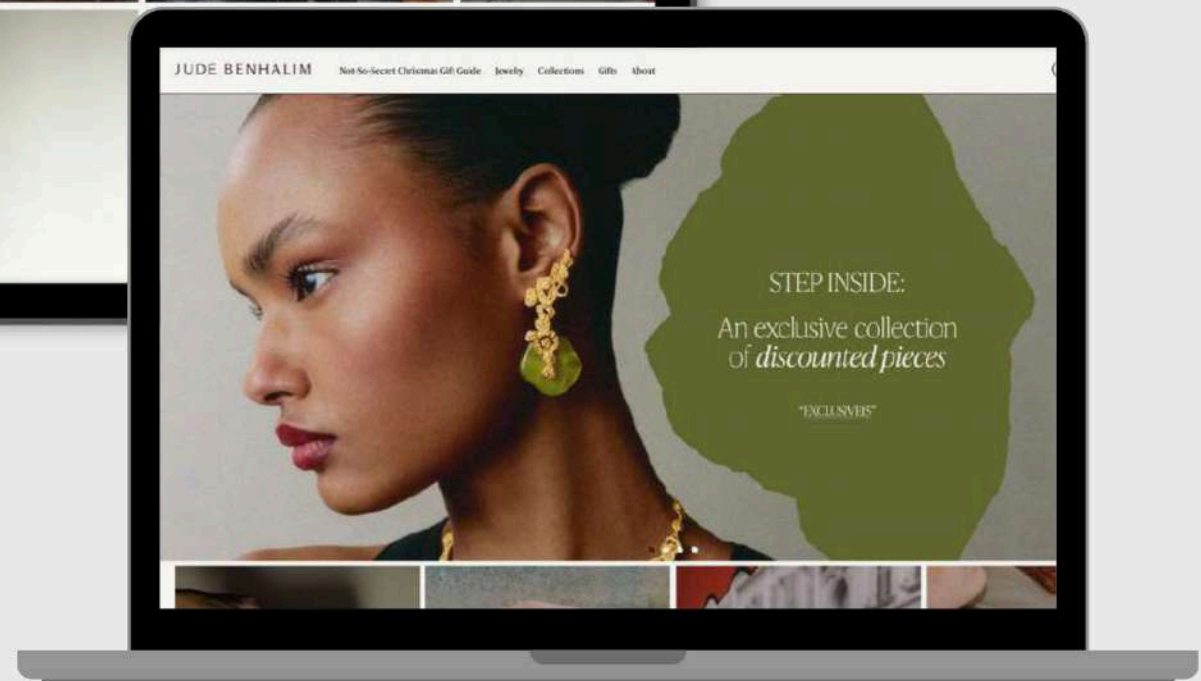 JUDE BENHALIM
Not-So-Secret Christmas Gift Guide Jewelry Collections Gifts About
STEP INSIDE:
An exclusive collection
of discounted pieces
"EXCLUSIVEIS"